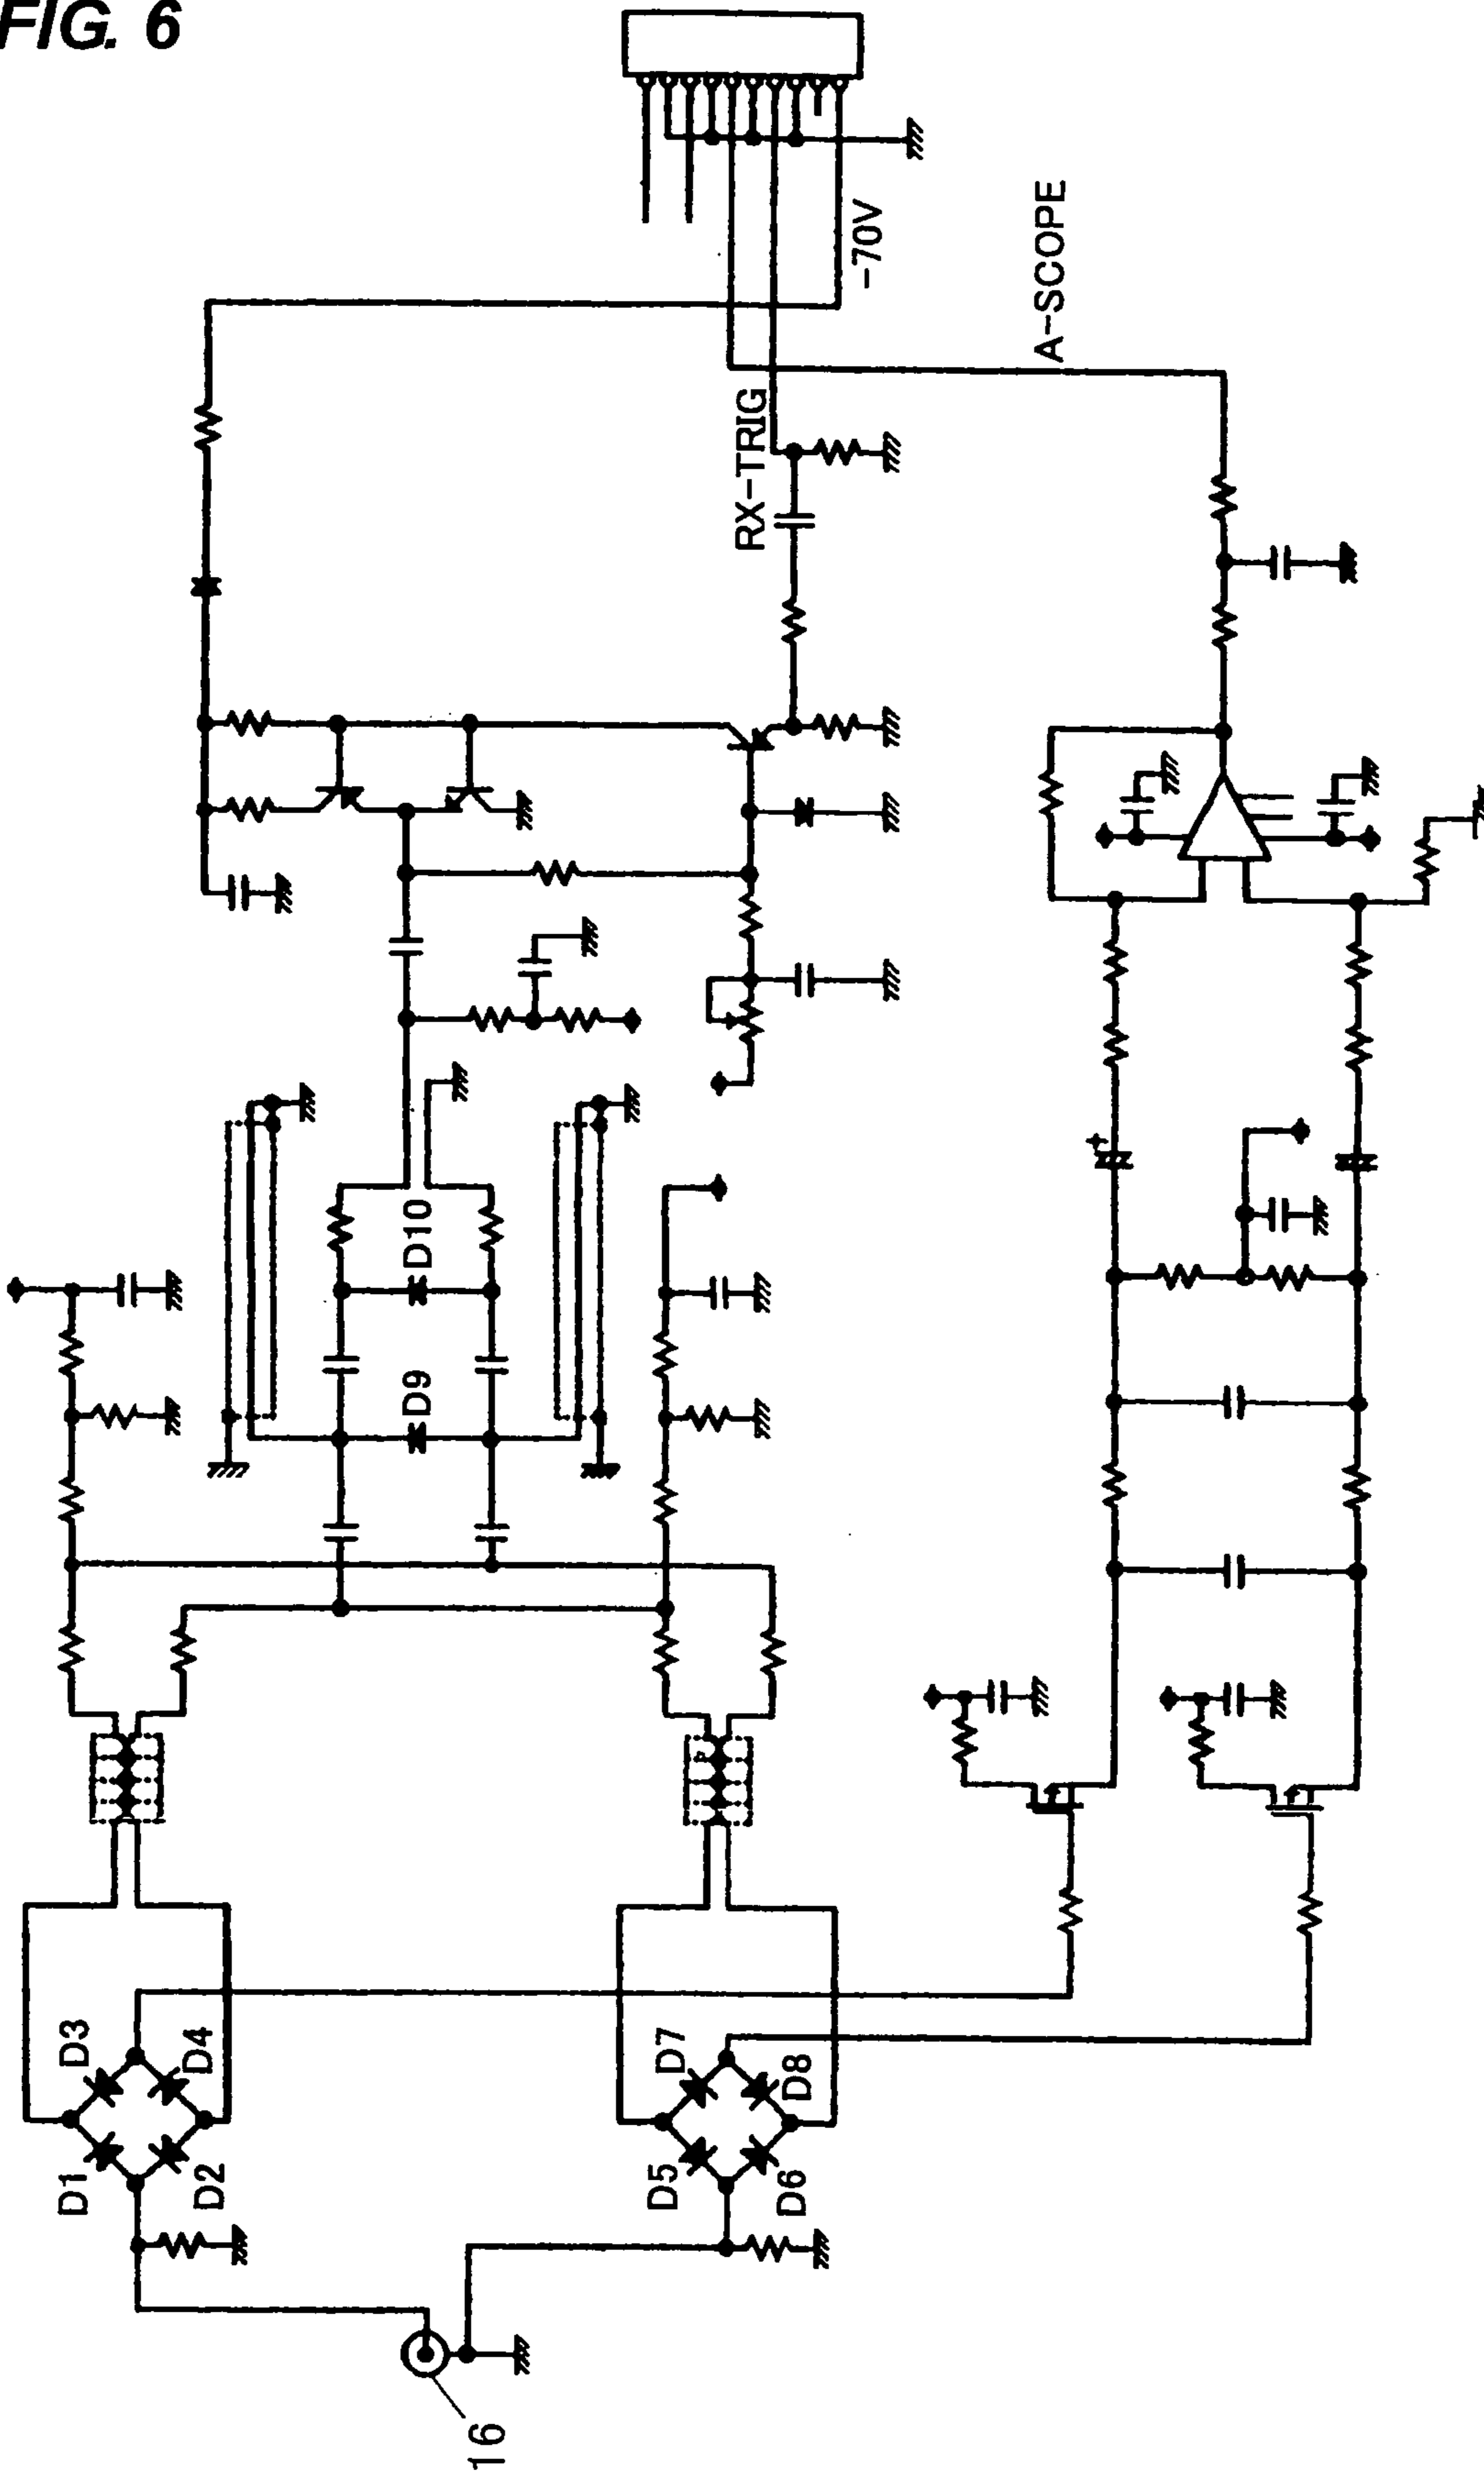 FIG. 6
-70V
A-SCOPE
RX-TRIG
D10
D9
D3
D4
D7
D8
D1
D2
D5
D6
16